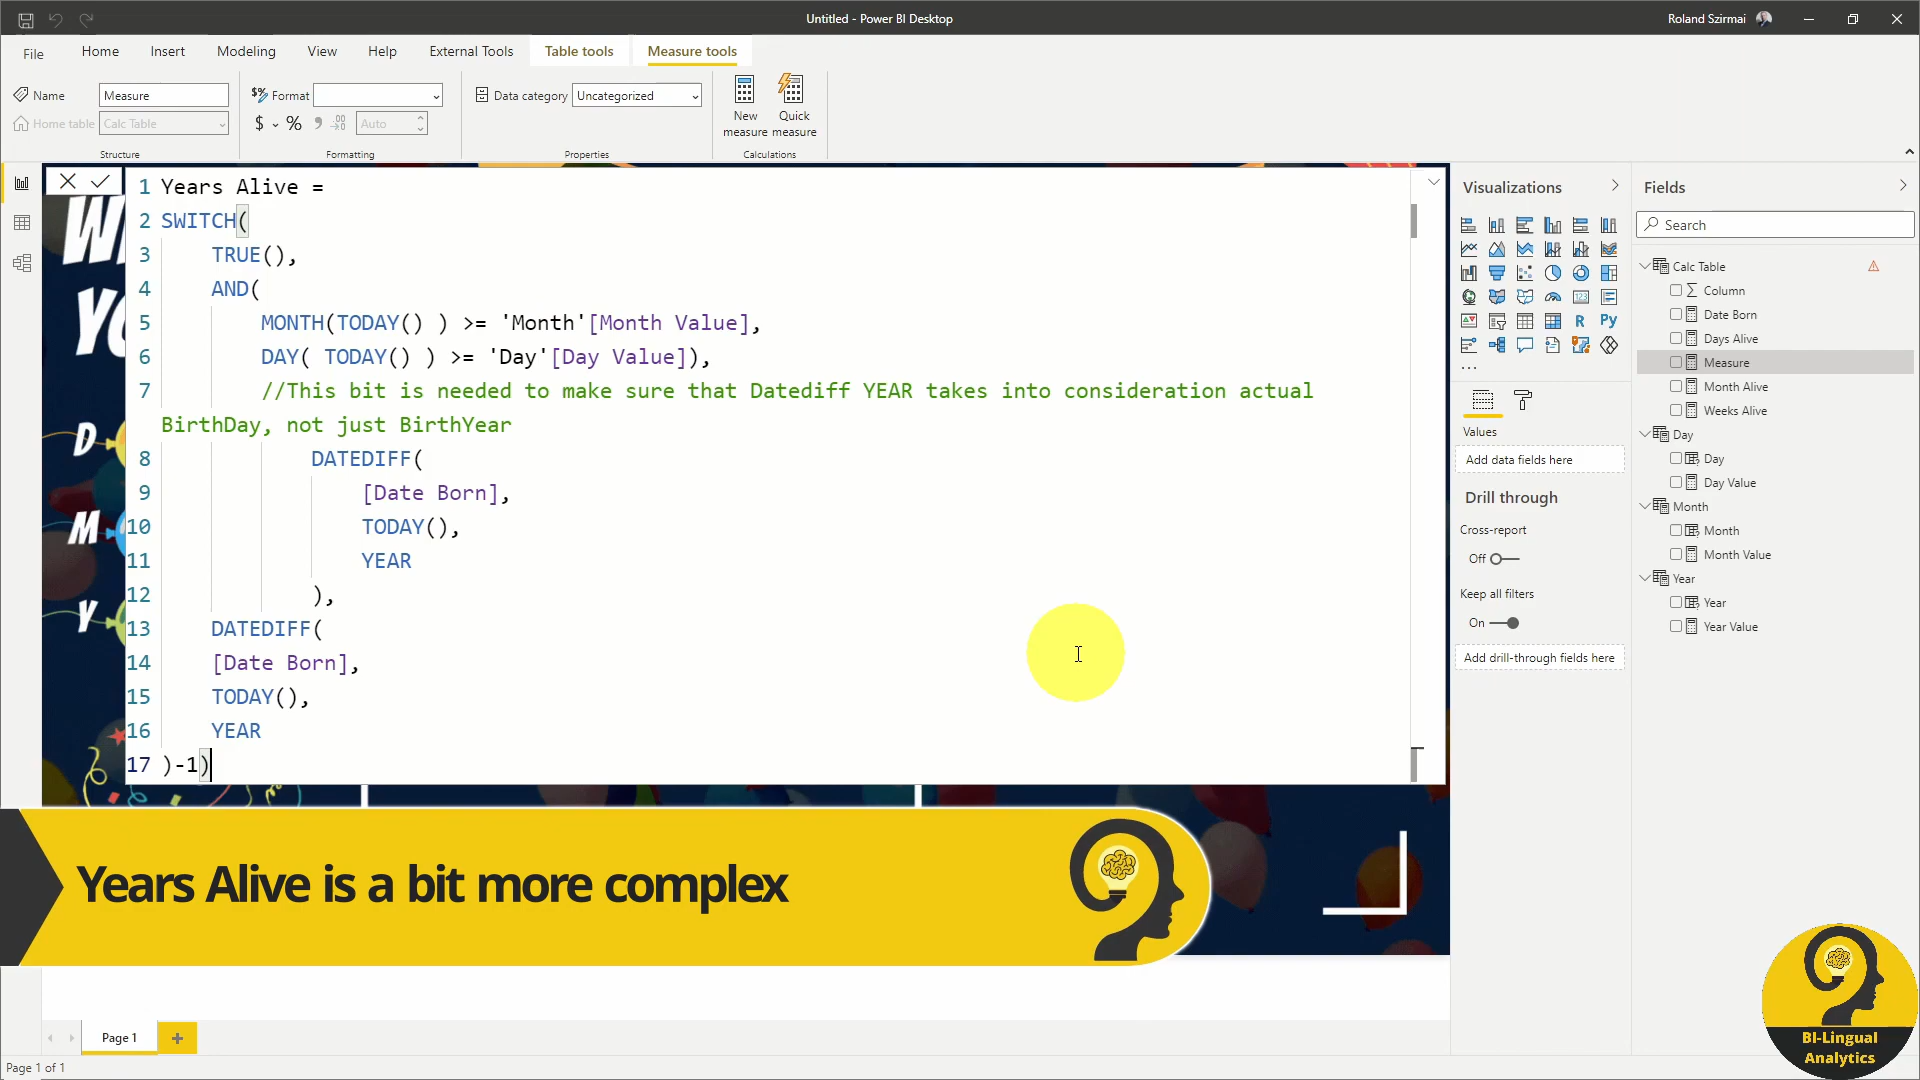 Untitled - Power BI Desktop
Roland Szirmai
File
Home
Insert
Modeling
View
Help
External Tools
Table tools
Measure tools
Name
Measure
Home table
Calc Table
Structure
$% Format
$ %
Auto
Formatting
Data category
Uncategorized
Properties
New measure
Quick measure
Calculations
1 Years Alive =
2 SWITCH(
3 TRUE(),
4 AND(
5 MONTH(TODAY() ) >= 'Month'[Month Value],
6 DAY( TODAY() ) >= 'Day'[Day Value]),
7 //This bit is needed to make sure that Datediff YEAR takes into consideration actual
BirthDay, not just BirthYear
8 DATEDIFF(
9 [Date Born],
10 TODAY(),
11 YEAR
12 ),
13 DATEDIFF(
14 [Date Born],
15 TODAY(),
16 YEAR
17 )-1)
D
M
Y
Years Alive is a bit more complex
Page 1
Page 1 of 1
Visualizations
123
R
Py
Values
Add data fields here
Drill through
Cross-report
Off
Keep all filters
On
Add drill-through fields here
Fields
Search
Calc Table
Column
Date Born
Days Alive
Measure
Month Alive
Weeks Alive
Day
Day
Day Value
Month
Month
Month Value
Year
Year
Year Value
BI-Lingual
Analytics